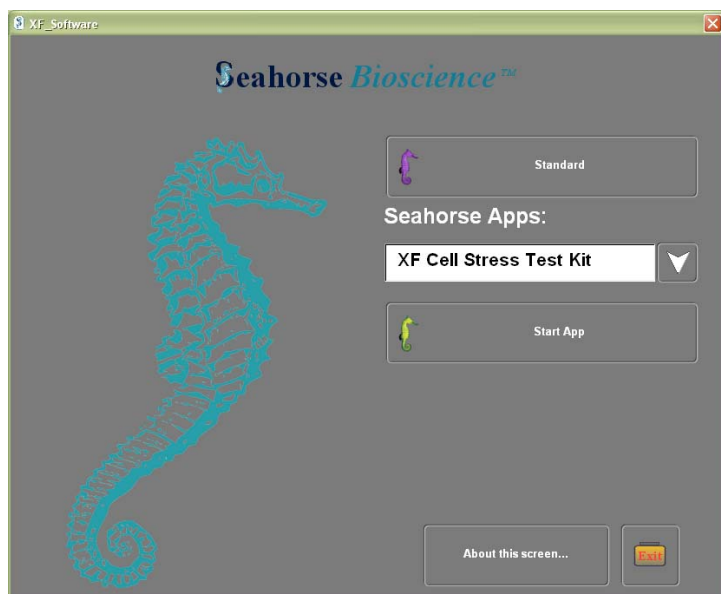 XF_Software
Seahorse Bioscience™
Standard
Seahorse Apps:
XF Cell Stress Test Kit
Start App
About this screen...
Exit